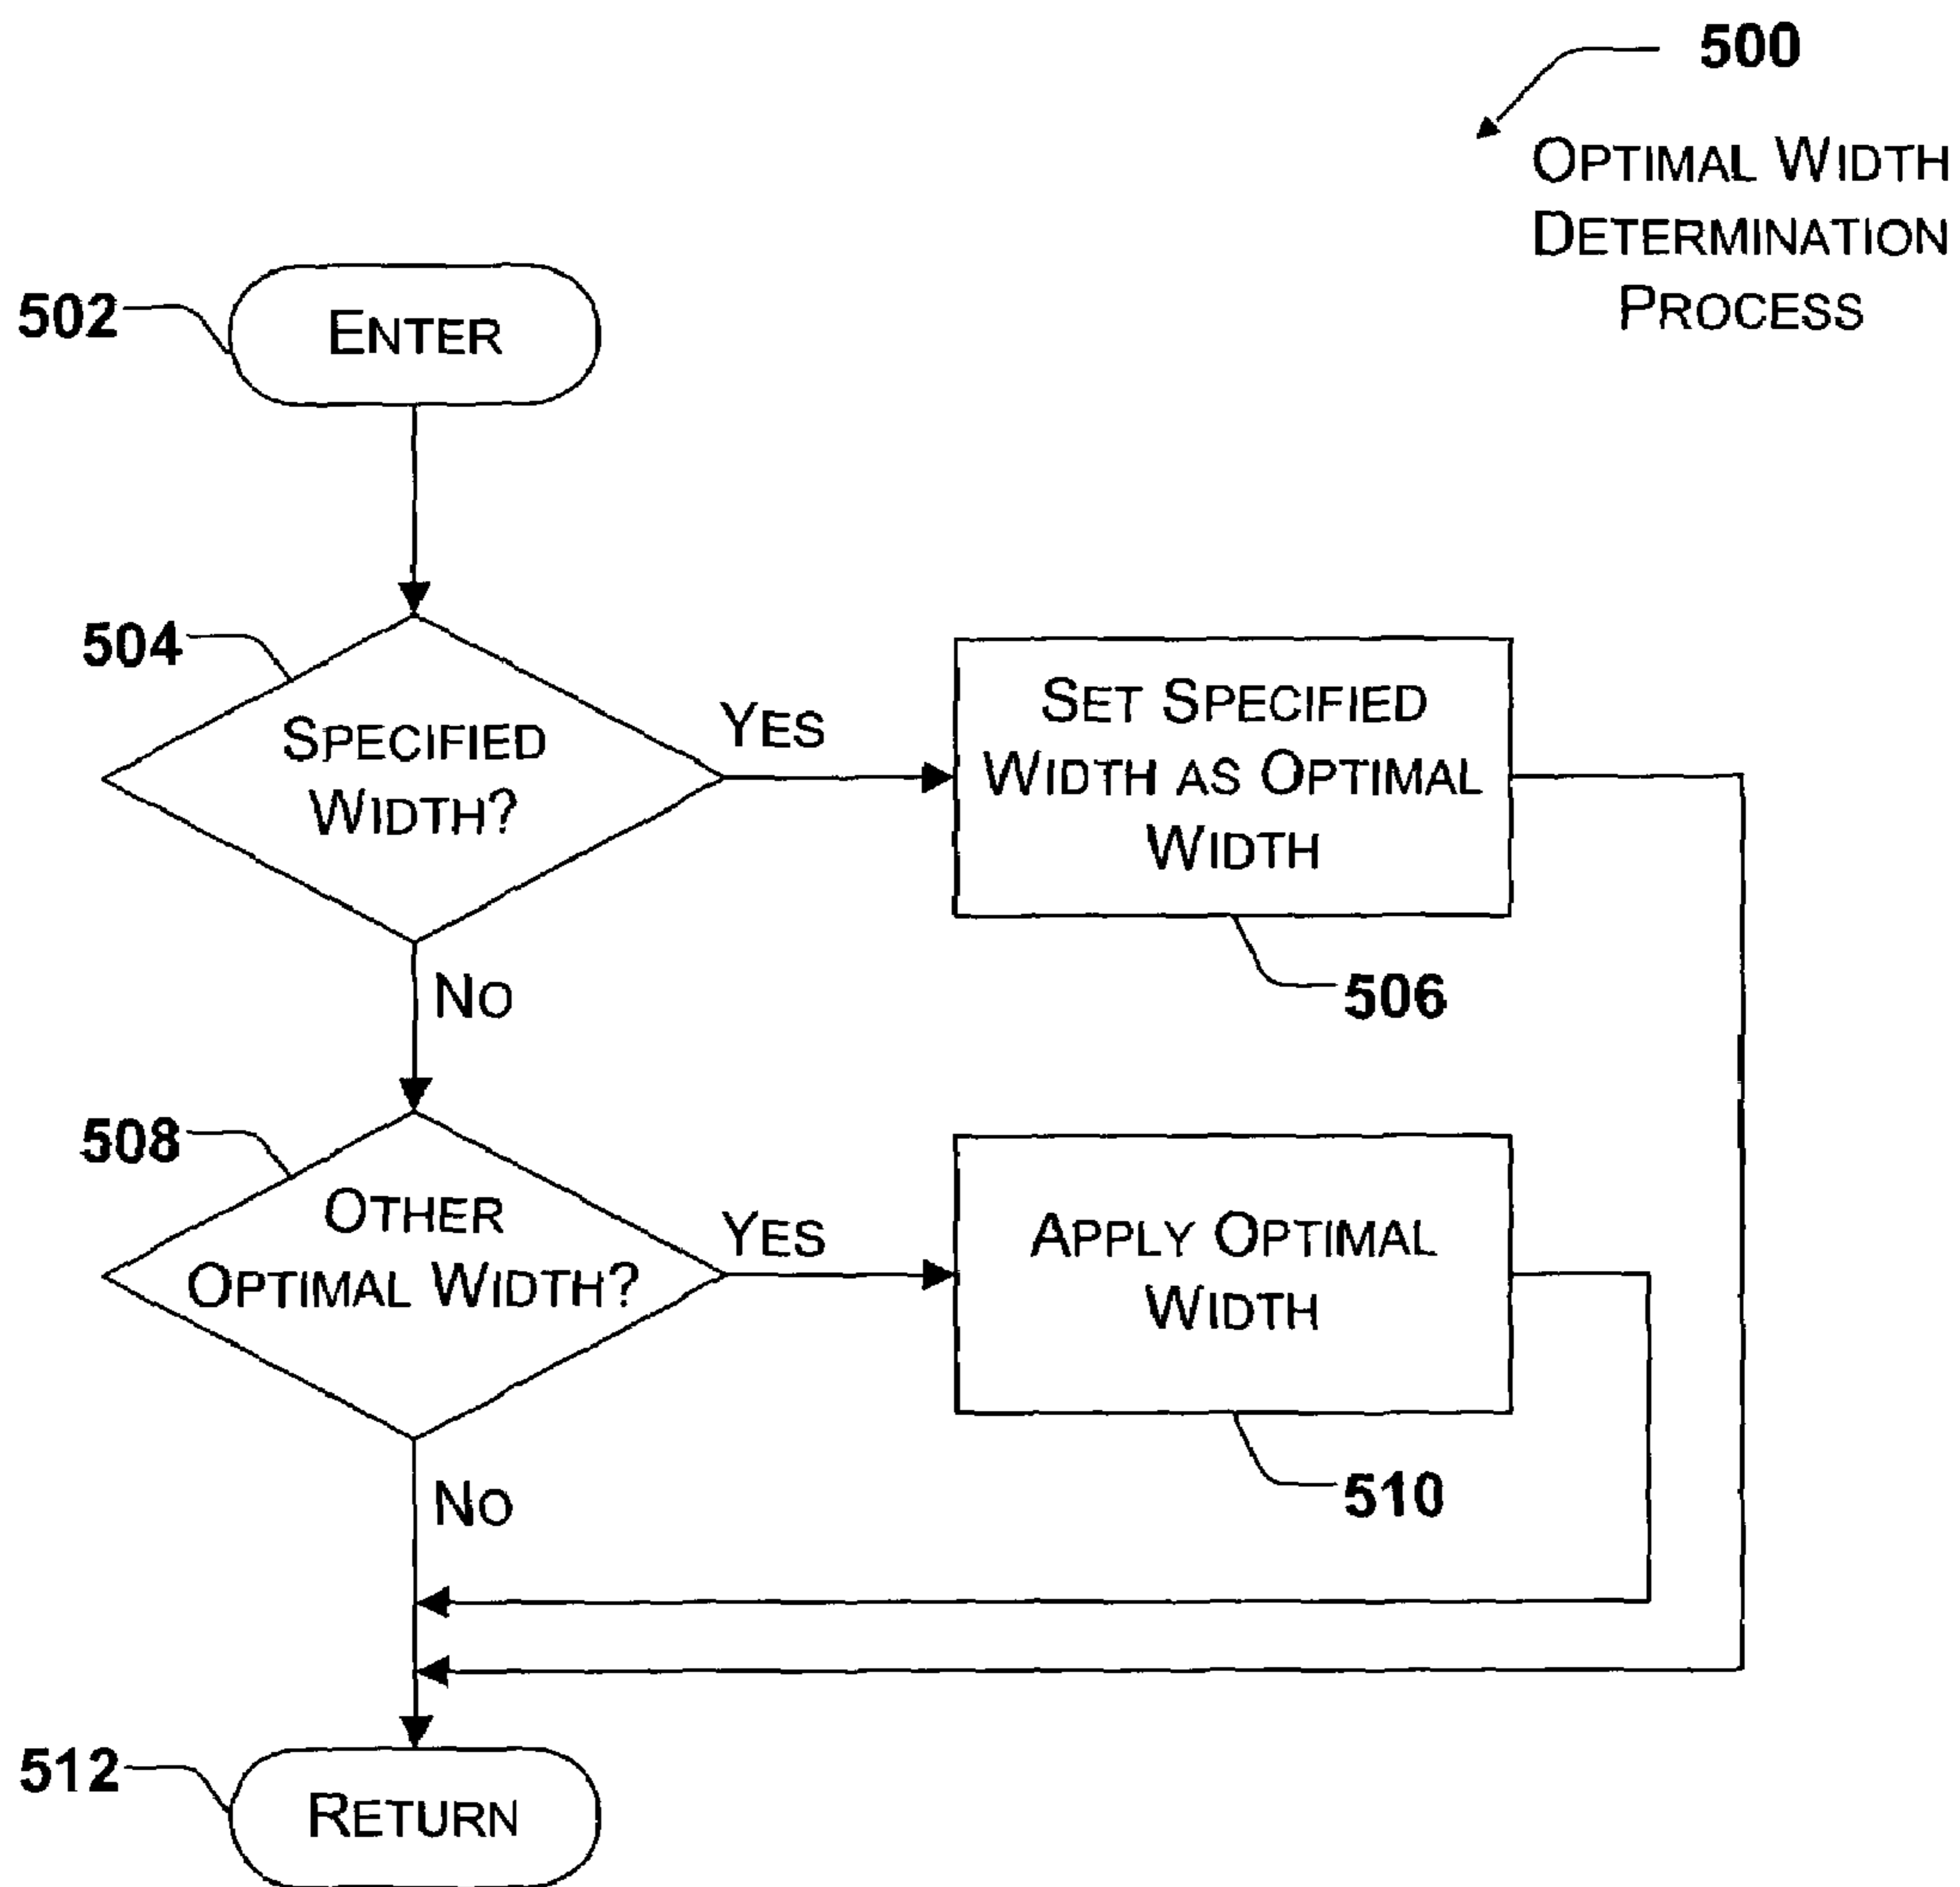 500
OPTIMAL WIDTH
DETERMINATION
PROCESS
502
ENTER
504
SPECIFIED
WIDTH?
YES
SET SPECIFIED
WIDTH AS OPTIMAL
WIDTH
506
NO
508
OTHER
OPTIMAL WIDTH?
YES
APPLY OPTIMAL
WIDTH
510
NO
512
RETURN